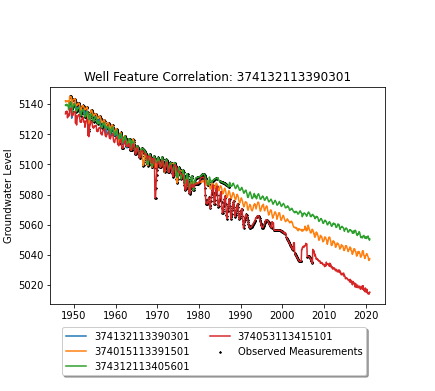 Well Feature Correlation: 374132113390301
Groundwater Level
5140
5120
5100
5080
5060
5040
5020
1950 1960 1970 1980 1990 2000 2010 2020
374132113390301 374053113415101
374015113391501 Observed Measurements
374312113405601